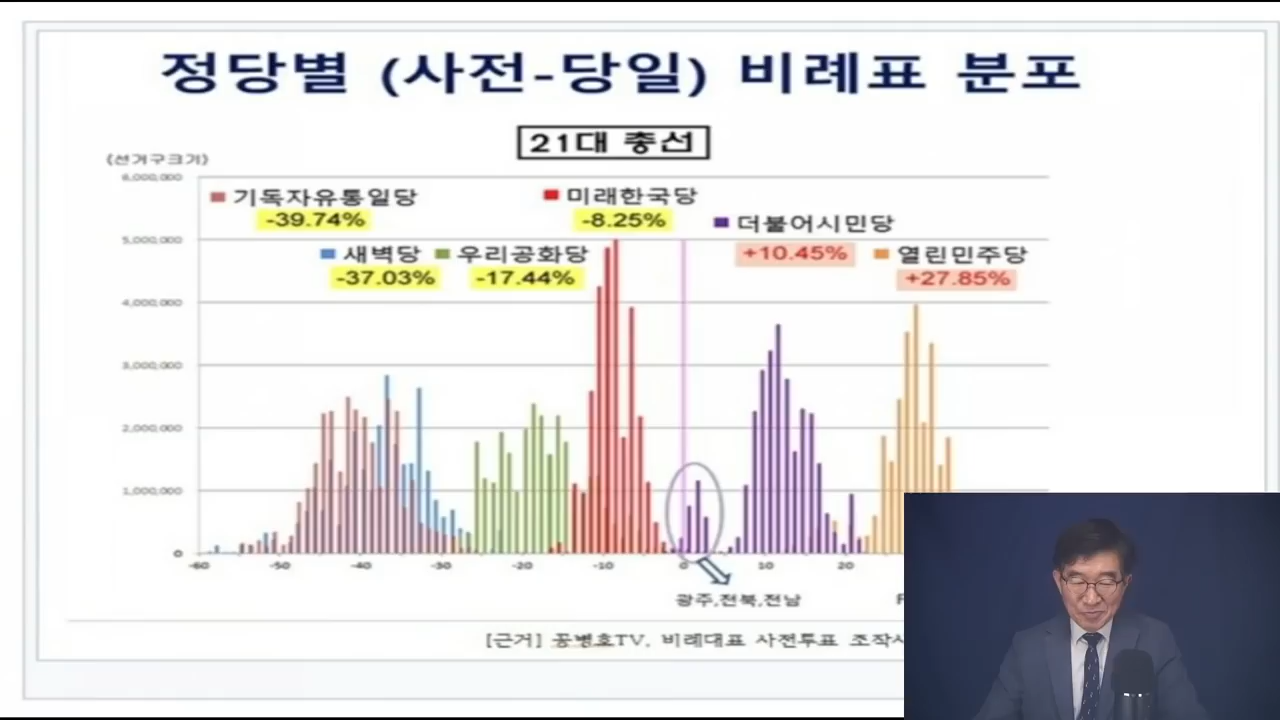 정당별 (사전-당일) 비례표 분포
21대 총선
(선거구크기)
6,000,000
기독자유통일당
-39.74%
미래한국당
-8.25%
더불어시민당
+10.45%
5,000,000
새벽당
-37.03%
우리공화당
-17.44%
열린민주당
+27.85%
4,000,000
3,000,000
2,000,000
1,000,000
0
-60 -50 -40 -30 -20 -10 0 10 20
광주,전북,전남
[근거] 공병호TV, 비례대표 사전투표 조작